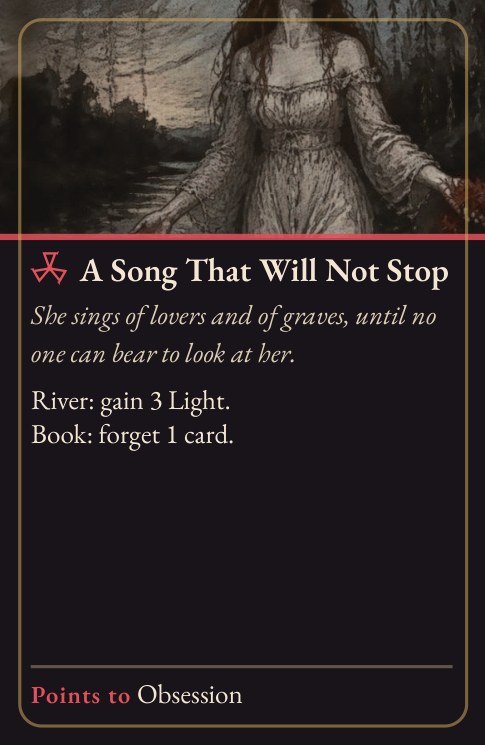 A Song That Will Not Stop
She sings of lovers and of graves, until no
one can bear to look at her.
River: gain 3 Light.
Book: forget 1 card.
Points to Obsession